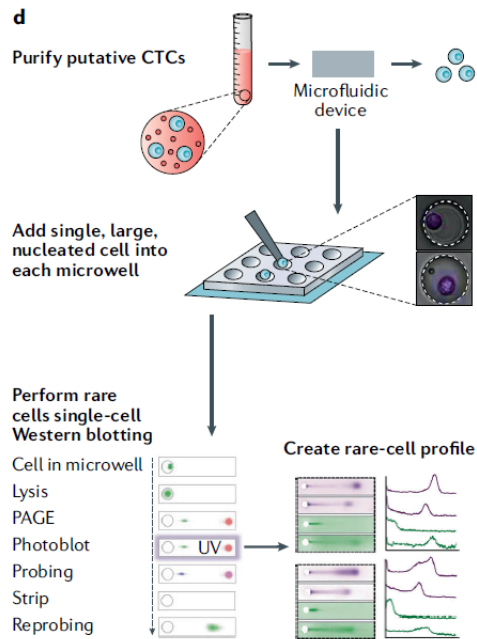 d
Purify putative CTCs
Microfluidic
device
Add single, large,
nucleated cell into
each microwell
Perform rare
cells single-cell
Western blotting
Create rare-cell profile
Cell in microwell
Lysis
PAGE
Photoblot
UV
Probing
Strip
Reprobing